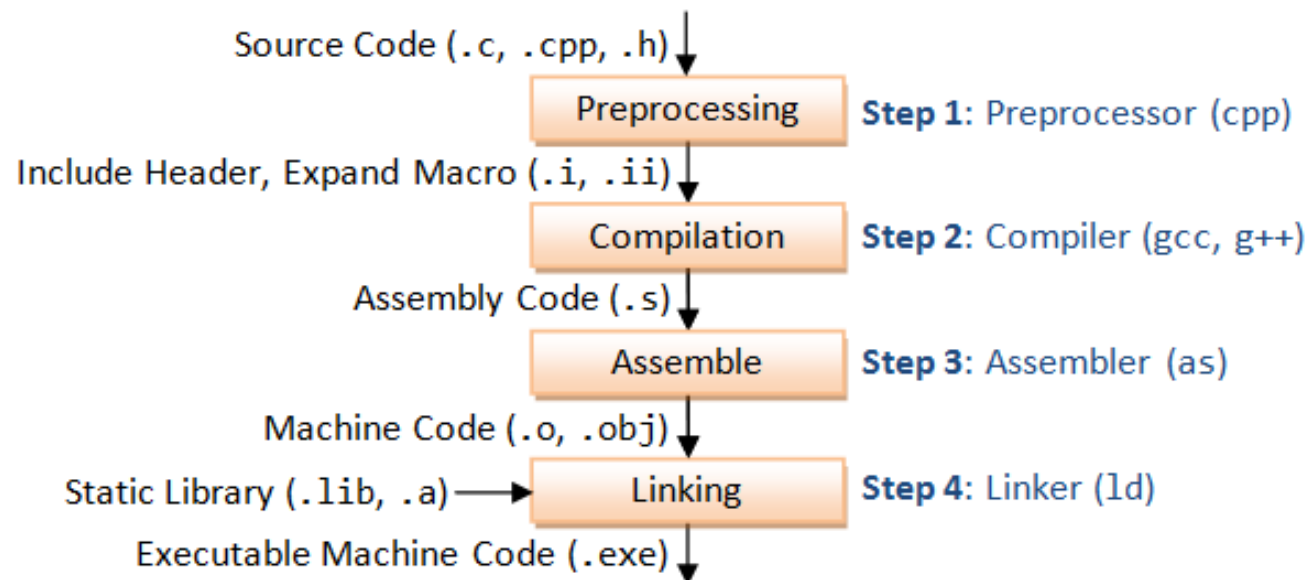 Source Code (.c, .cpp, .h)
Preprocessing
Step 1: Preprocessor (cpp)
Include Header, Expand Macro (.i, .ii)
Compilation
Step 2: Compiler (gcc, g++)
Assembly Code (.s)
Assemble
Step 3: Assembler (as)
Machine Code (.o, .obj)
Static Library (.lib, .a)
Linking
Step 4: Linker (ld)
Executable Machine Code (.exe)